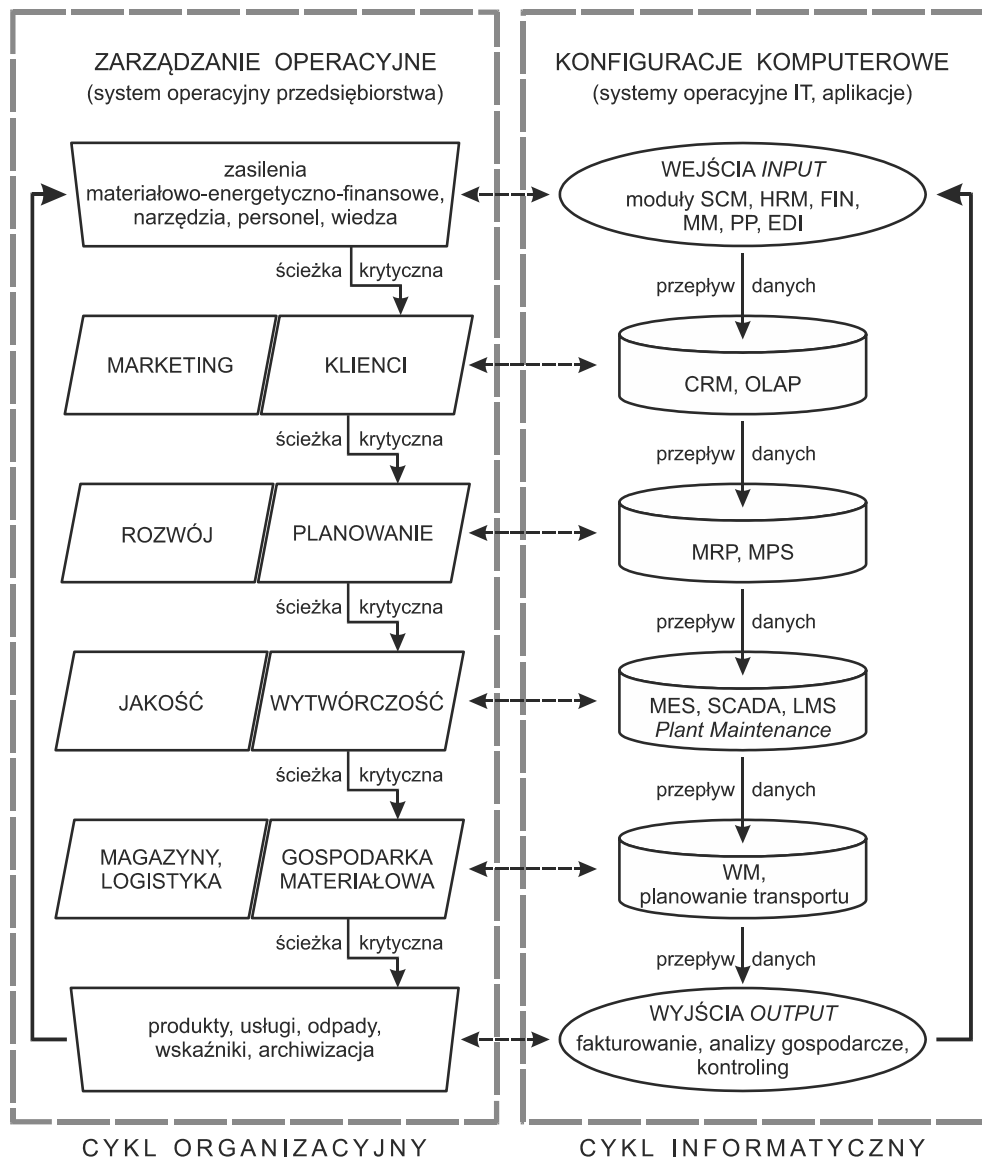 ZARZĄDZANIE OPERACYJNE
(system operacyjny przedsiębiorstwa)
zasilenia
materiałowo-energetyczno-finansowe,
narzędzia, personel, wiedza
ścieżka krytyczna
MARKETING
KLIENCI
ścieżka krytyczna
ROZWÓJ
PLANOWANIE
ścieżka krytyczna
JAKOŚĆ
WYTWÓRCZOŚĆ
ścieżka krytyczna
MAGAZYNY,
LOGISTYKA
GOSPODARKA
MATERIAŁOWA
ścieżka krytyczna
produkty, usługi, odpady,
wskaźniki, archiwizacja
CYKL ORGANIZACYJNY
KONFIGURACJE KOMPUTEROWE
(systemy operacyjne IT, aplikacje)
WEJŚCIA INPUT
moduły SCM, HRM, FIN,
MM, PP, EDI
przepływ danych
CRM, OLAP
przepływ danych
MRP, MPS
przepływ danych
MES, SCADA, LMS
Plant Maintenance
przepływ danych
WM,
planowanie transportu
przepływ danych
WYJŚCIA OUTPUT
fakturowanie, analizy gospodarcze,
kontroling
CYKL INFORMATYCZNY